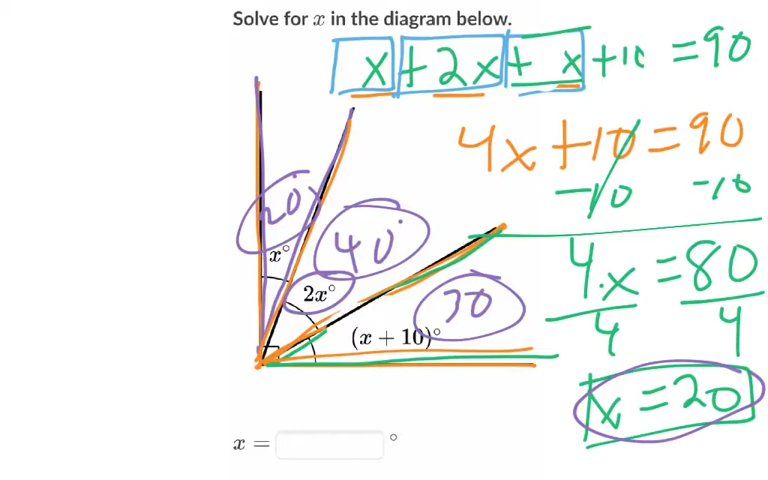 Solve for x in the diagram below.
x + 2x + x + 10 = 90
4x + 10 = 90
-10 -10
4x = 80
4 4
x = 20
20
x°
40
2x°
30
(x + 10)°
x = °